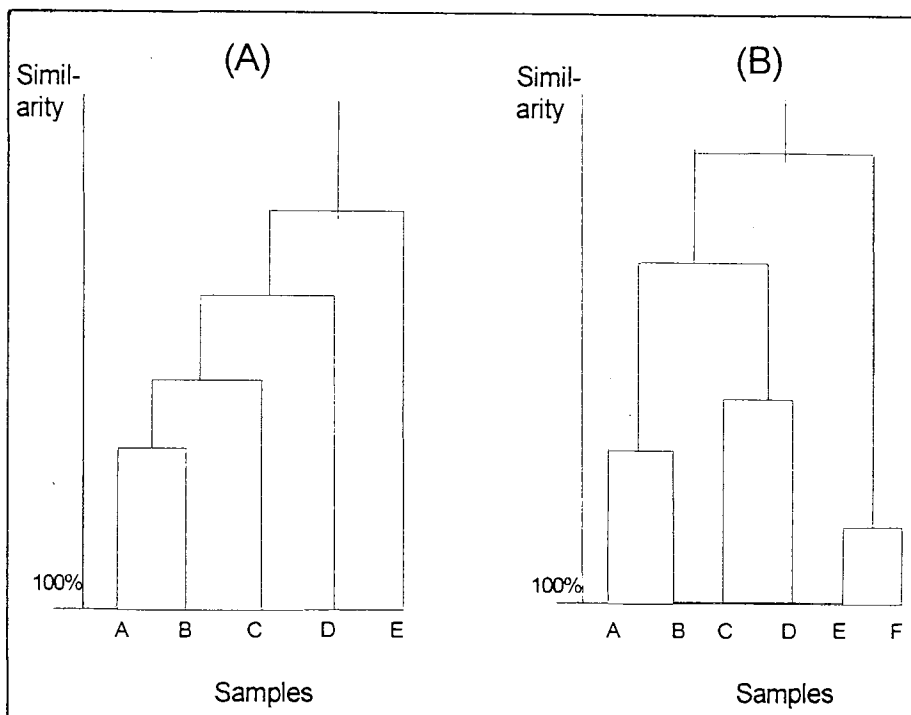 (A)
Simil-
arity
100%
A B C D E
Samples
(B)
Simil-
arity
100%
A B C D E F
Samples